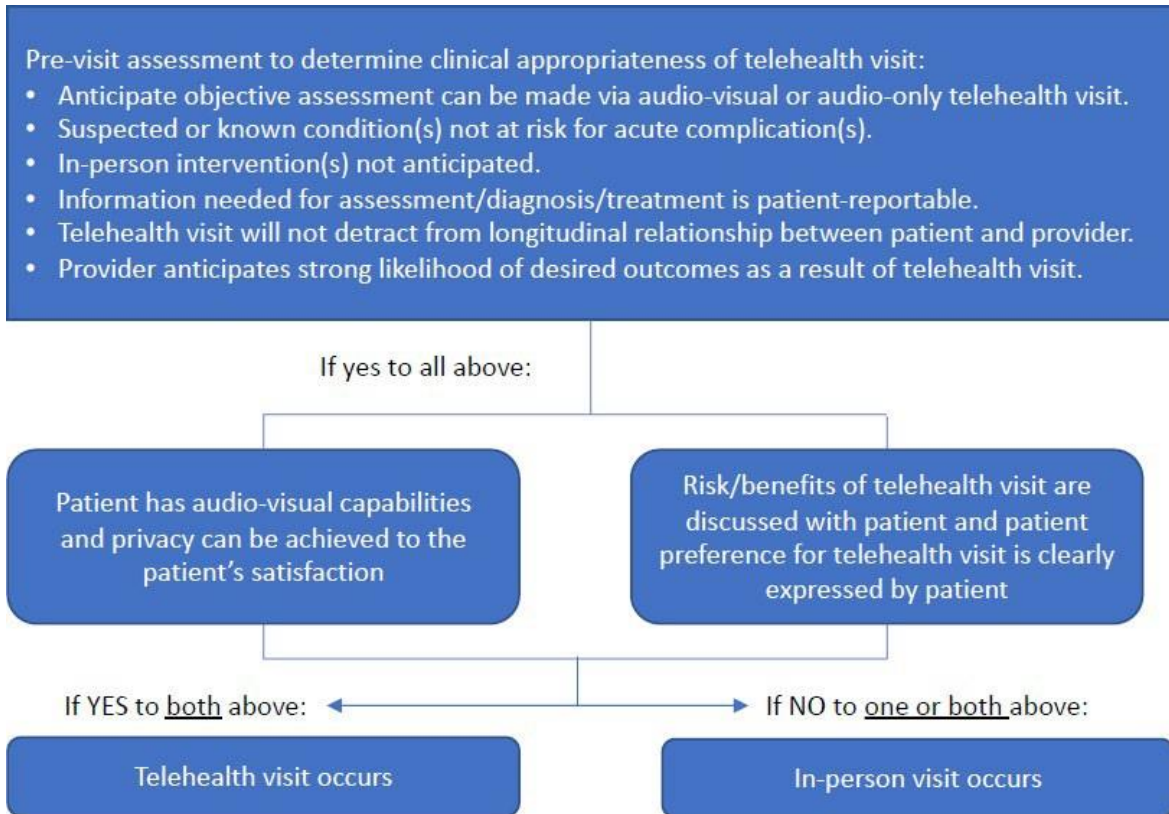 Pre-visit assessment to determine clinical appropriateness of telehealth visit:
• Anticipate objective assessment can be made via audio-visual or audio-only telehealth visit.
• Suspected or known condition(s) not at risk for acute complication(s).
• In-person intervention(s) not anticipated.
• Information needed for assessment/diagnosis/treatment is patient-reportable.
• Telehealth visit will not detract from longitudinal relationship between patient and provider.
• Provider anticipates strong likelihood of desired outcomes as a result of telehealth visit.
If yes to all above:
Patient has audio-visual capabilities
and privacy can be achieved to the
patient’s satisfaction
Risk/benefits of telehealth visit are
discussed with patient and patient
preference for telehealth visit is clearly
expressed by patient
If YES to both above:
If NO to one or both above:
Telehealth visit occurs
In-person visit occurs